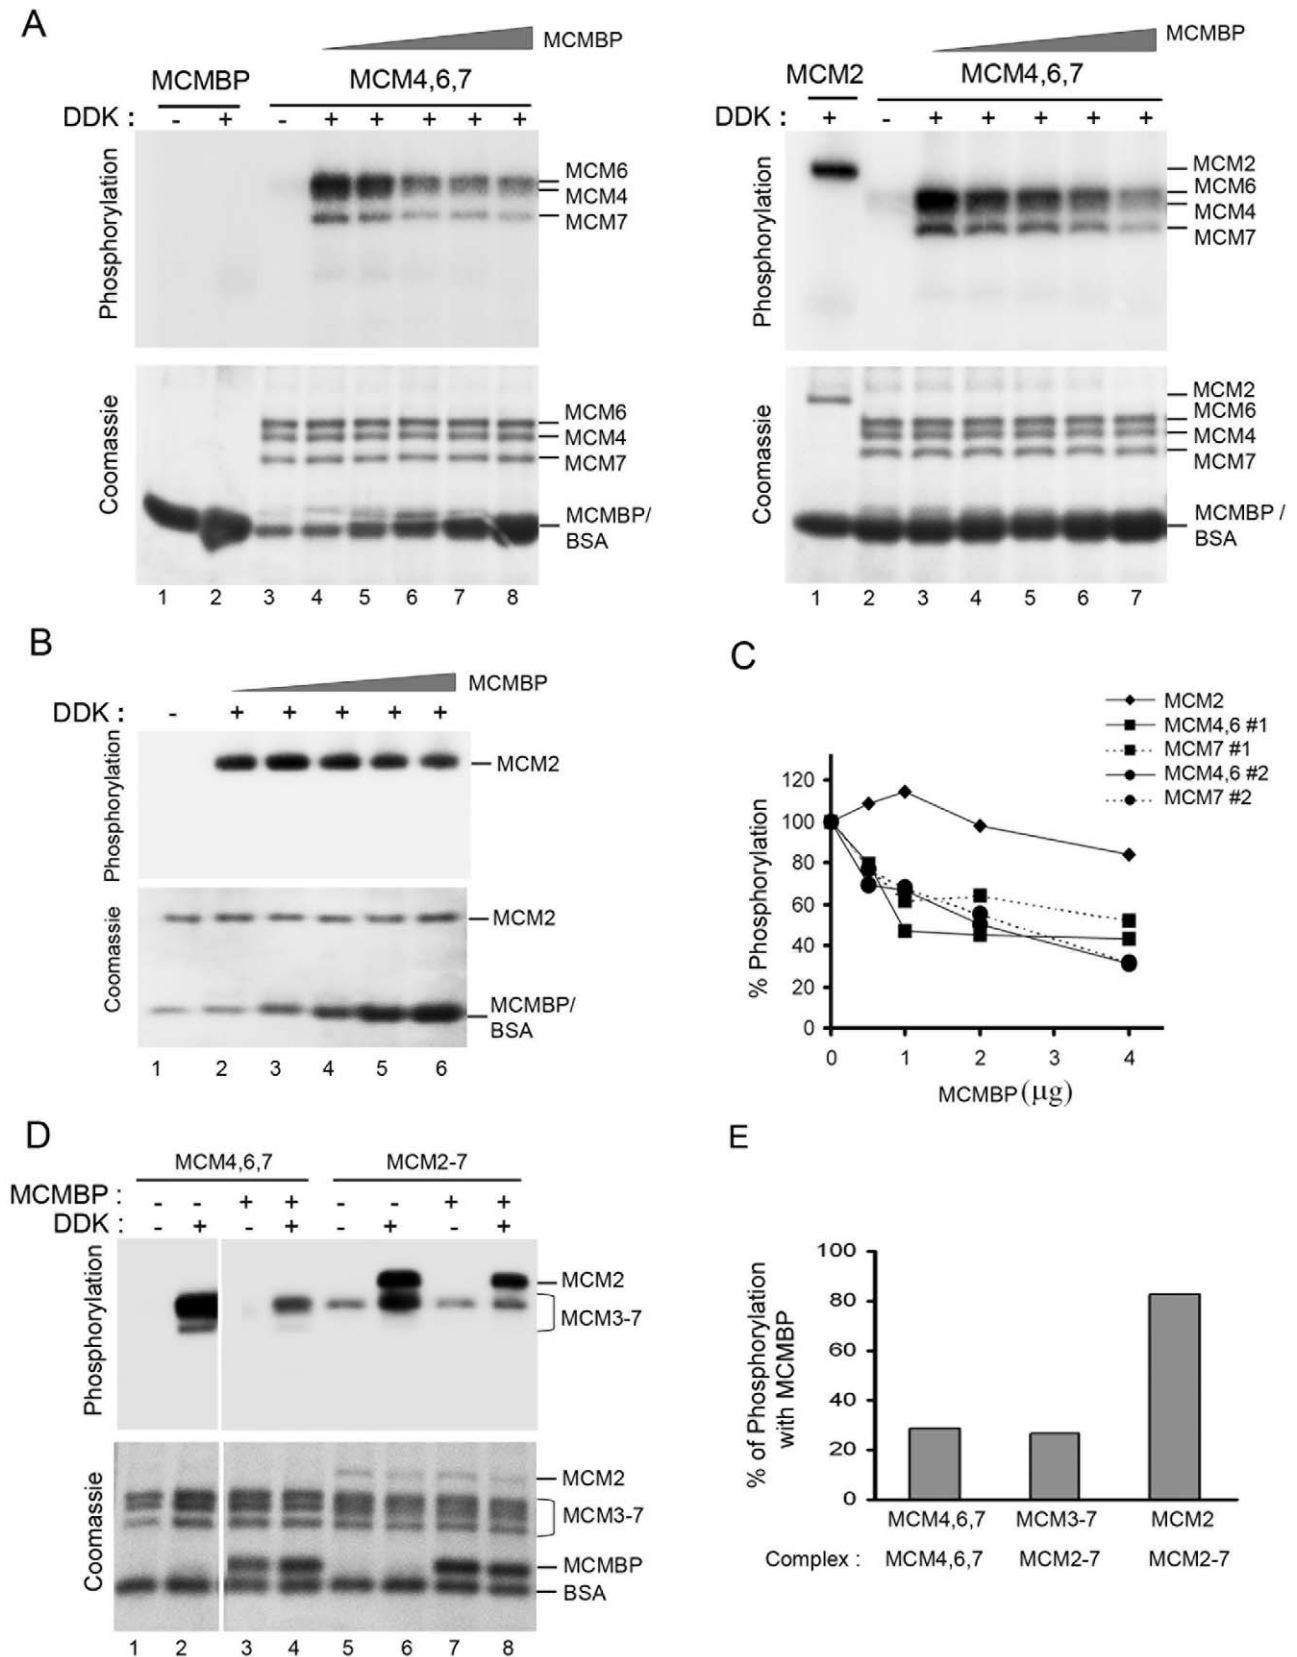 A
MCMBP
MCMBP
MCMBP MCM4,6,7
MCM2 MCM4,6,7
DDK : - + - + + + + +
DDK : + - + + + + +
Phosphorylation
MCM6
MCM4
MCM7
Phosphorylation
MCM2
MCM6
MCM4
MCM7
Coomassie
MCM6
MCM4
MCM7
MCMBP/
BSA
Coomassie
MCM2
MCM6
MCM4
MCM7
MCMBP /
BSA
1 2 3 4 5 6 7 8
1 2 3 4 5 6 7
B
MCMBP
DDK : - + + + + +
Phosphorylation
MCM2
Coomassie
MCM2
MCMBP/
BSA
1 2 3 4 5 6
C
MCM2
MCM4,6 #1
MCM7 #1
MCM4,6 #2
MCM7 #2
% Phosphorylation
120
100
80
60
40
20
0
0 1 2 3 4
MCMBP (µg)
D
MCM4,6,7 MCM2-7
MCMBP : - - + + - - + +
DDK : - + - + - + - +
Phosphorylation
MCM2
MCM3-7
Coomassie
MCM2
MCM3-7
MCMBP
BSA
1 2 3 4 5 6 7 8
E
% of Phosphorylation
with MCMBP
100
80
60
40
20
0
MCM4,6,7 MCM3-7 MCM2
Complex : MCM4,6,7 MCM2-7 MCM2-7